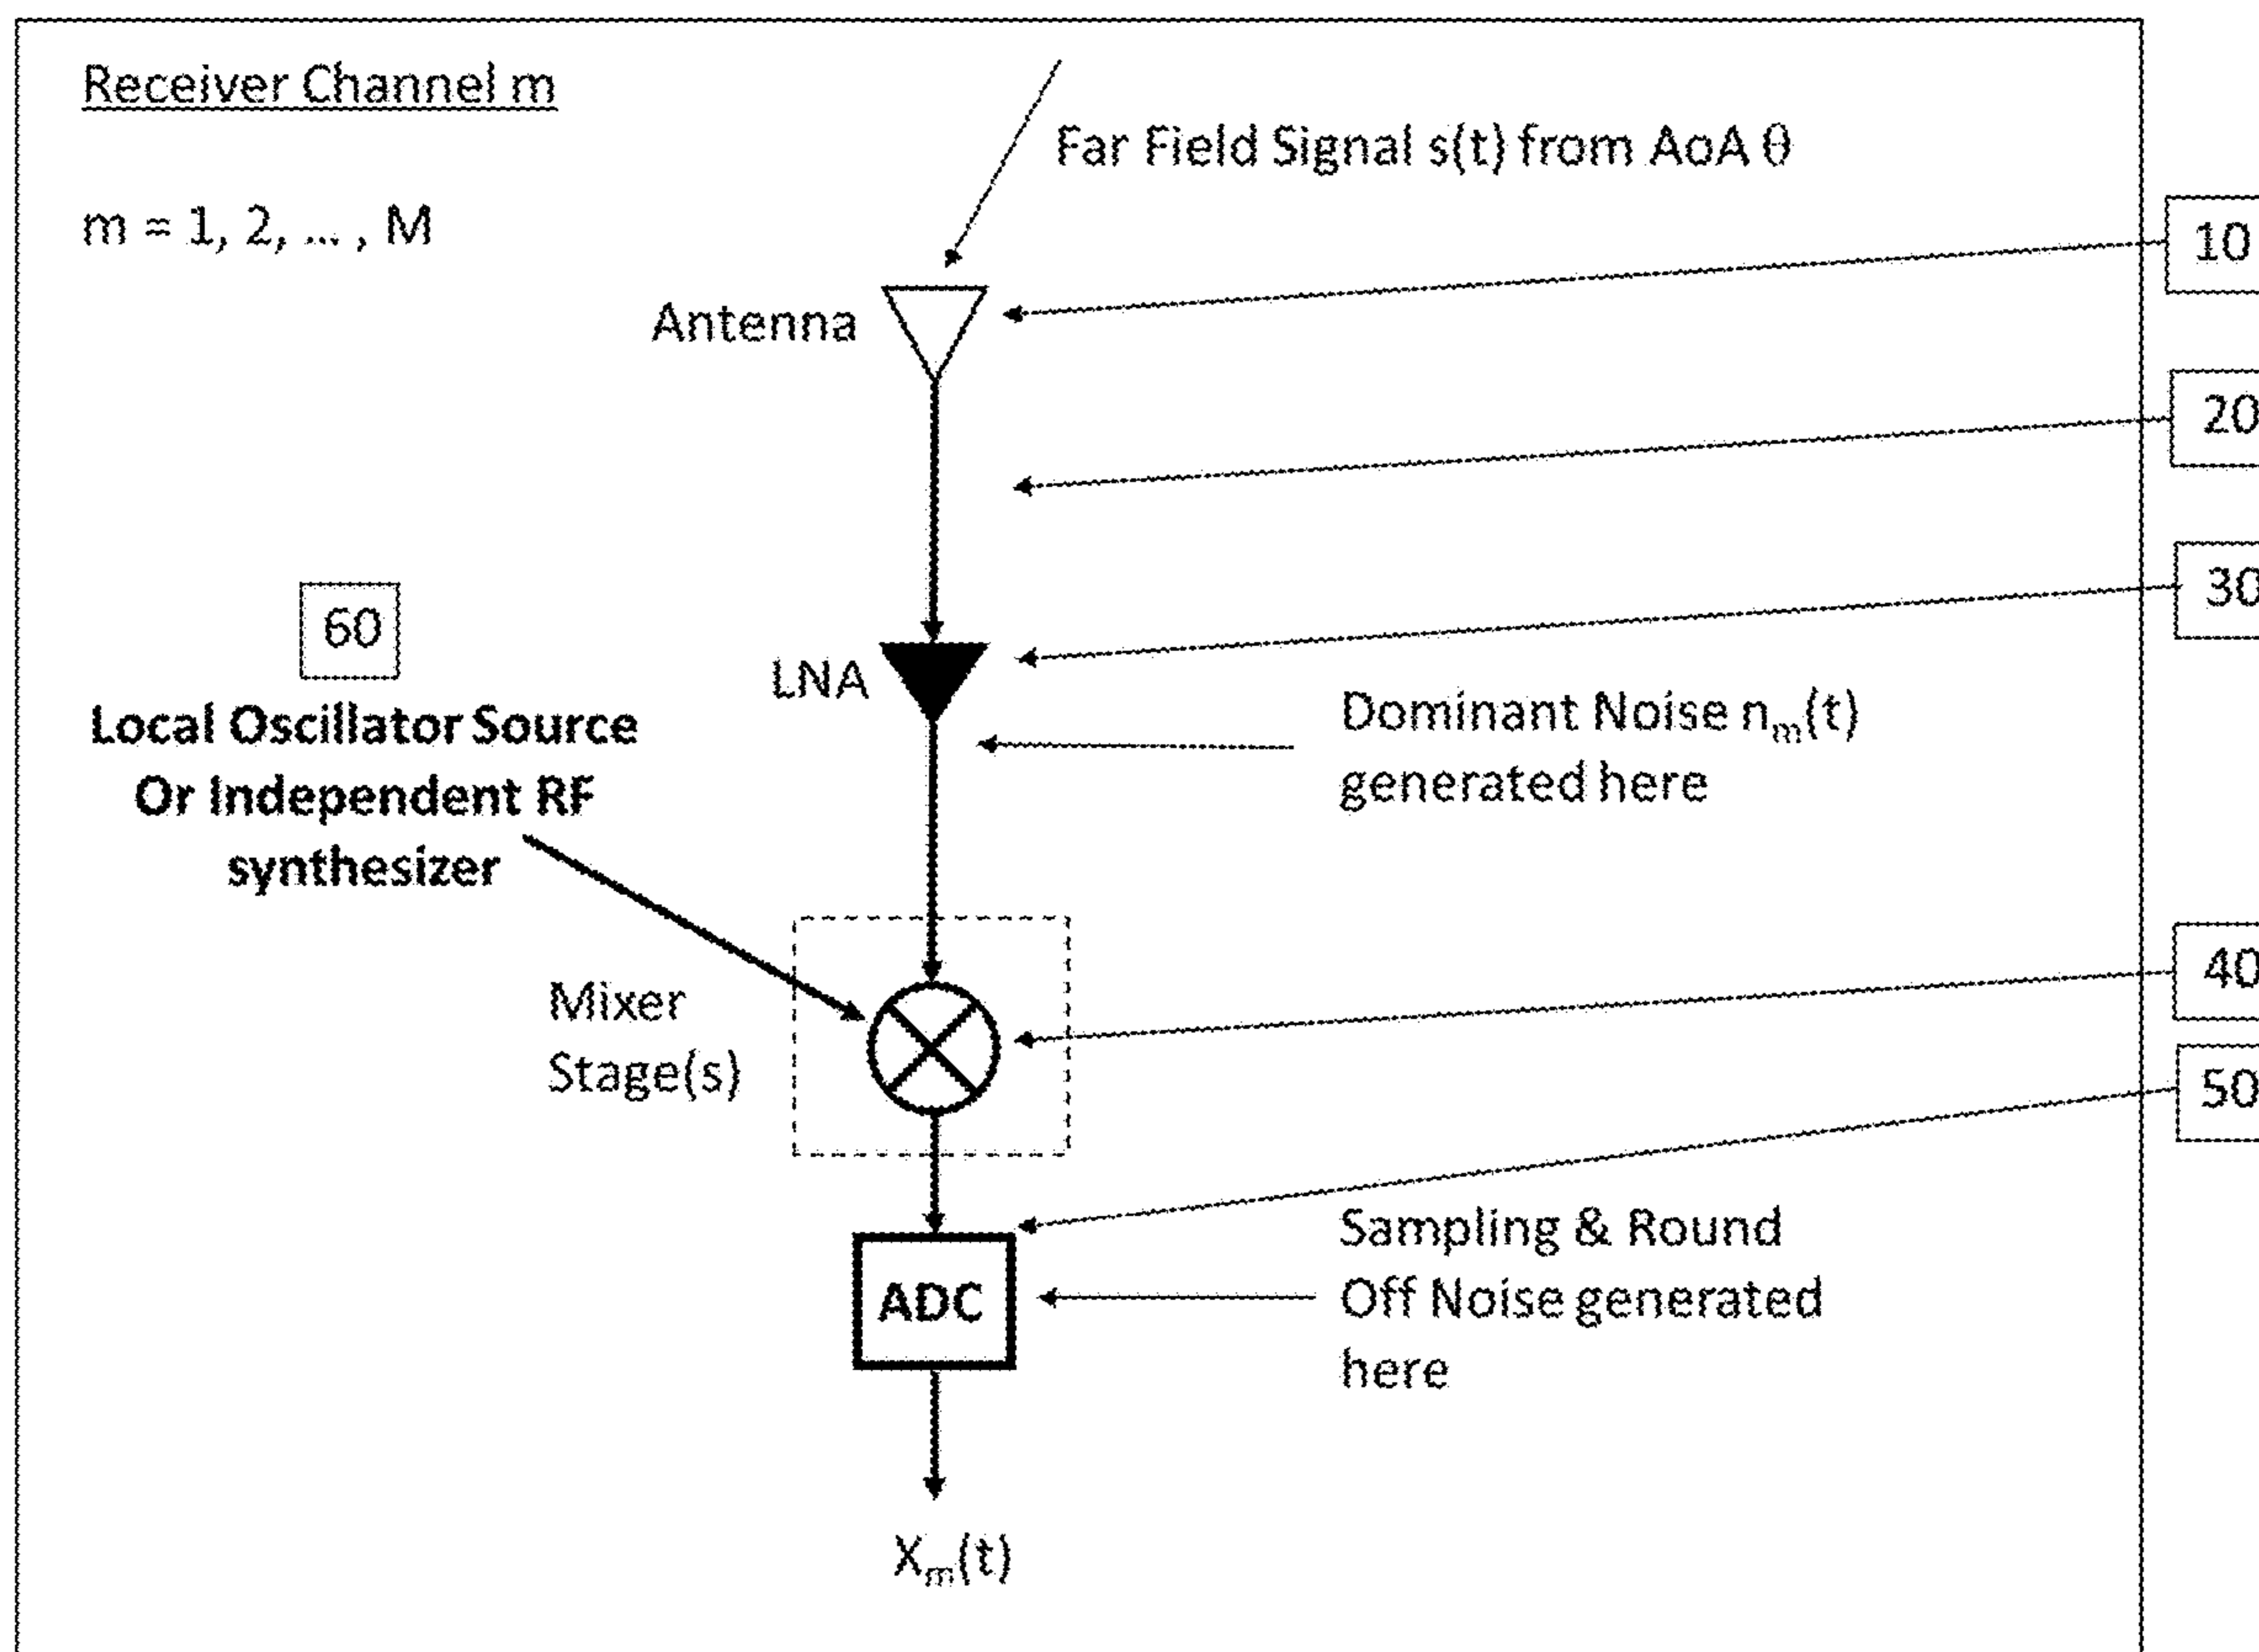 Receiver Channel m
Far Field Signal s(t) from AoA θ
m = 1, 2, ... , M
10
Antenna
20
30
60
LNA
Local Oscillator Source
Or Independent RF
synthesizer
Dominant Noise nm(t)
generated here
40
Mixer
Stage(s)
50
Sampling & Round
Off Noise generated
here
ADC
Xm(t)